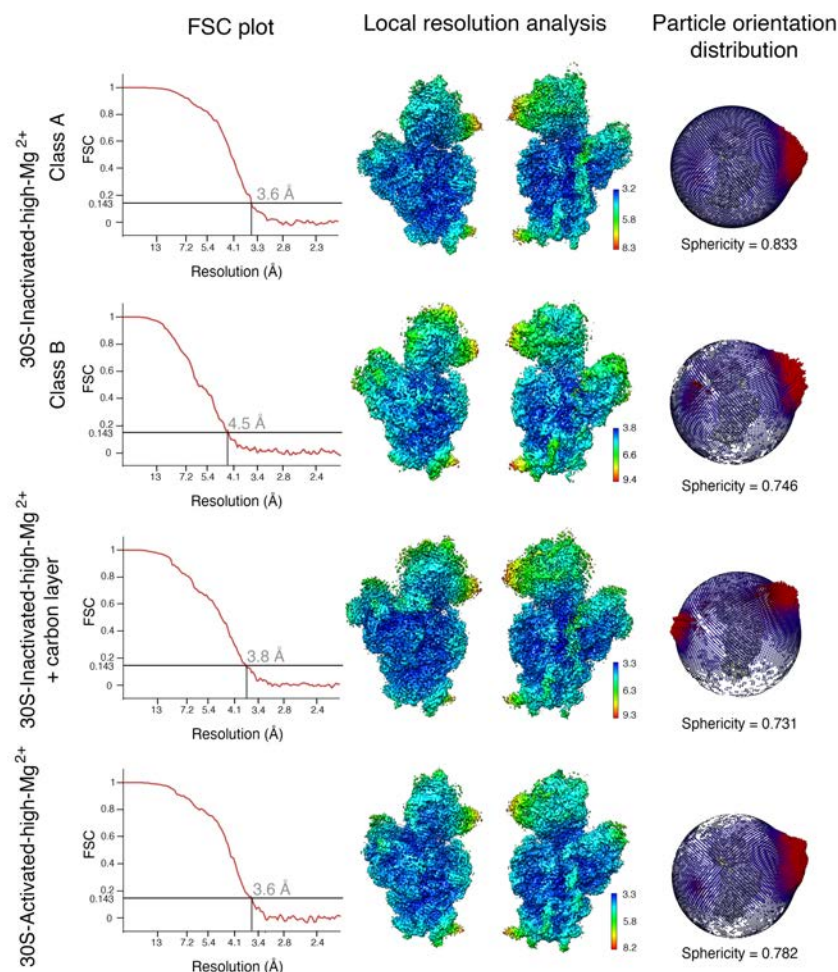 FSC plot
Local resolution analysis
Particle orientation
distribution
30S-Inactivated-high-Mg2+
Class A
FSC
1
0.8
0.6
0.4
0.2
0.143
0
3.6 Å
13 7.2 5.4 4.1 3.3 2.8 2.3
Resolution (Å)
3.2
5.8
8.3
Sphericity = 0.833
Class B
FSC
1
0.8
0.6
0.4
0.2
0.143
0
4.5 Å
13 7.2 5.4 4.1 3.4 2.8 2.4
Resolution (Å)
3.8
6.6
9.4
Sphericity = 0.746
30S-Inactivated-high-Mg2+
+ carbon layer
FSC
1
0.8
0.6
0.4
0.2
0.143
0
3.8 Å
13 7.2 5.4 4.1 3.4 2.8 2.4
Resolution (Å)
3.3
6.3
9.3
Sphericity = 0.731
30S-Activated-high-Mg2+
FSC
1
0.8
0.6
0.4
0.2
0.143
0
3.6 Å
13 7.2 5.4 4.1 3.4 2.8 2.4
Resolution (Å)
3.3
5.8
8.2
Sphericity = 0.782